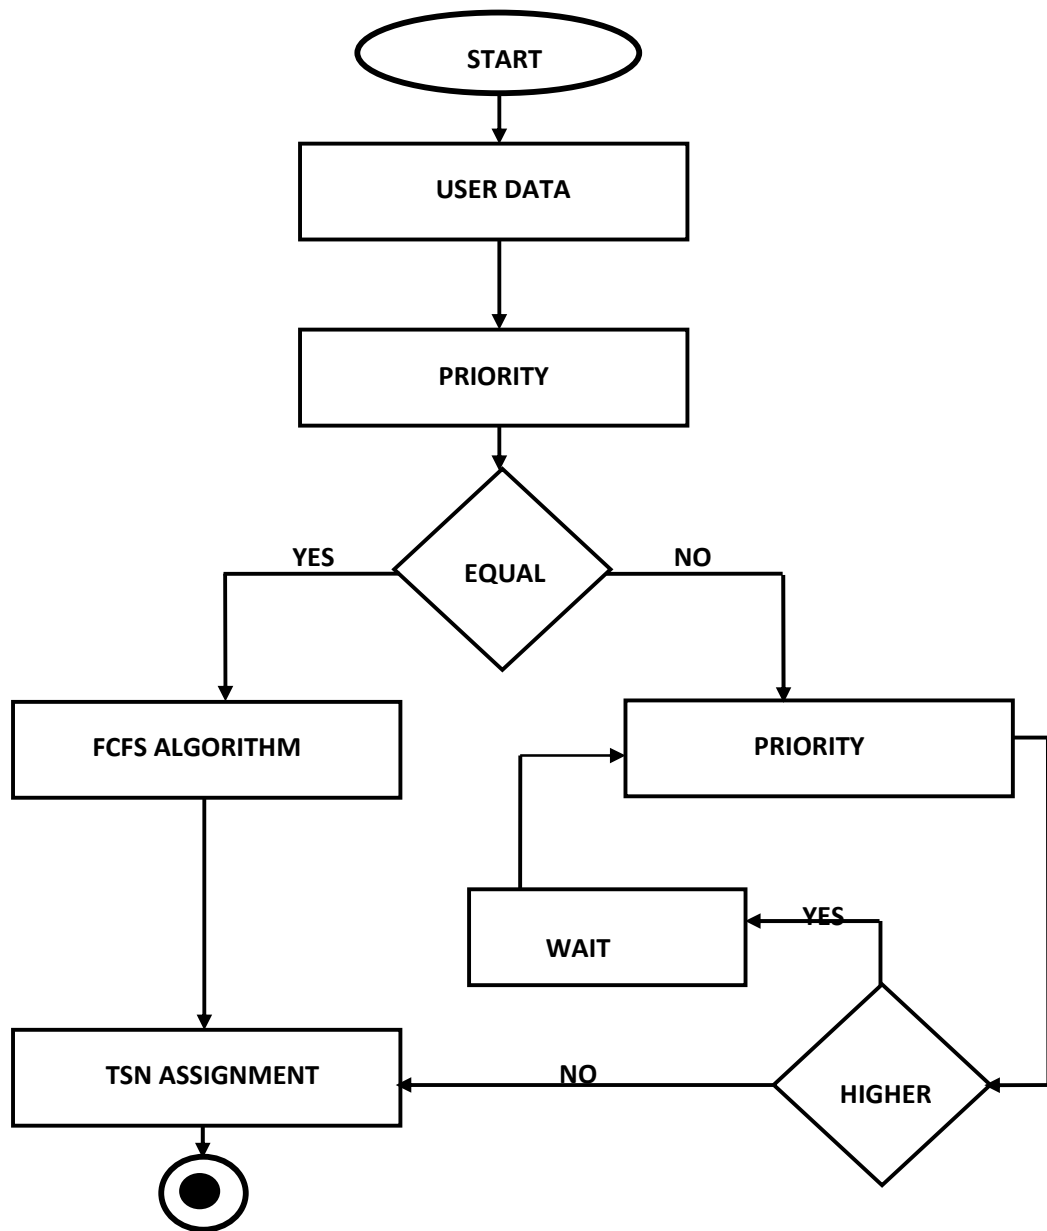 START
USER DATA
PRIORITY
YES
EQUAL
NO
FCFS ALGORITHM
PRIORITY
YES
WAIT
TSN ASSIGNMENT
NO
HIGHER